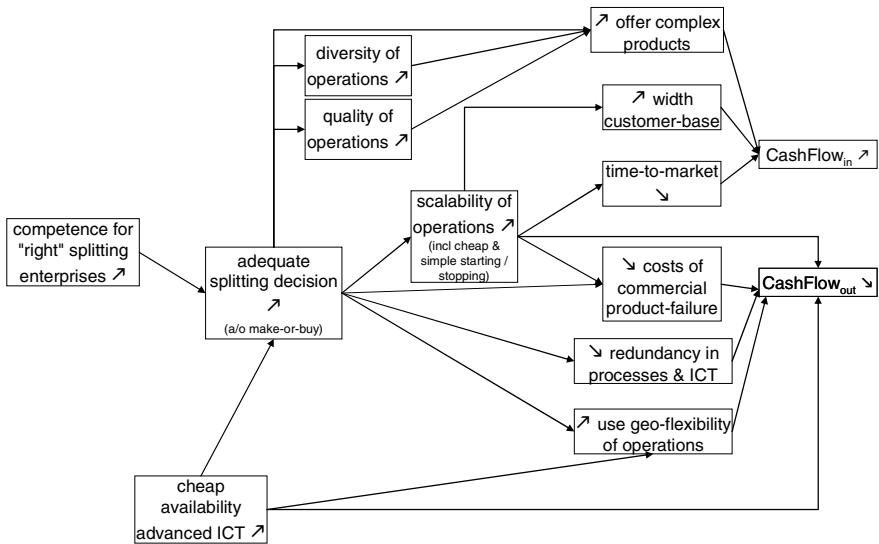 ↗ offer complex
products
diversity of
operations ↗
quality of
operations ↗
↗ width
customer-base
CashFlow_in ↗
time-to-market
↘
scalability of
operations ↗
(incl cheap &
simple starting /
stopping)
competence for
"right" splitting
enterprises ↗
adequate
splitting decision
↗
(a/o make-or-buy)
↘ costs of
commercial
product-failure
CashFlow_out ↘
↘ redundancy in
processes & ICT
↗ use geo-flexibility
of operations
cheap
availability
advanced ICT ↗